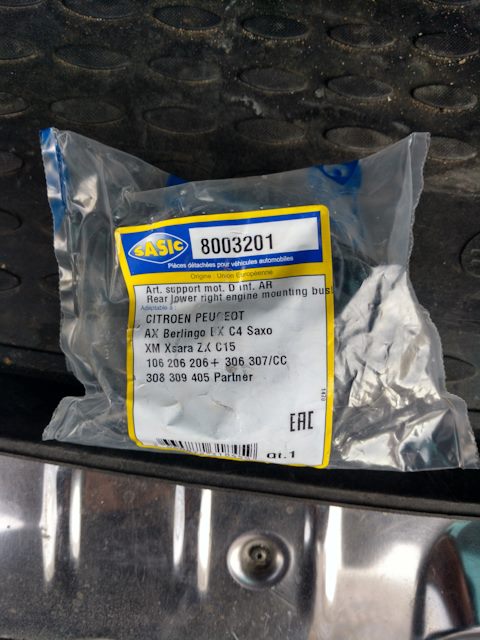 SASIC
8003201
Pièces détachées pour véhicules automobiles
Origine : Union Européenne
Art. support mot. D inf. AR
Rear lower right engine mounting bus
Adaptable à
CITROEN PEUGEOT
AX Berlingo BX C4 Saxo
XM Xsara ZX C15
106 206 206+ 306 307/CC
308 309 405 Partner
EAC
Qt.1